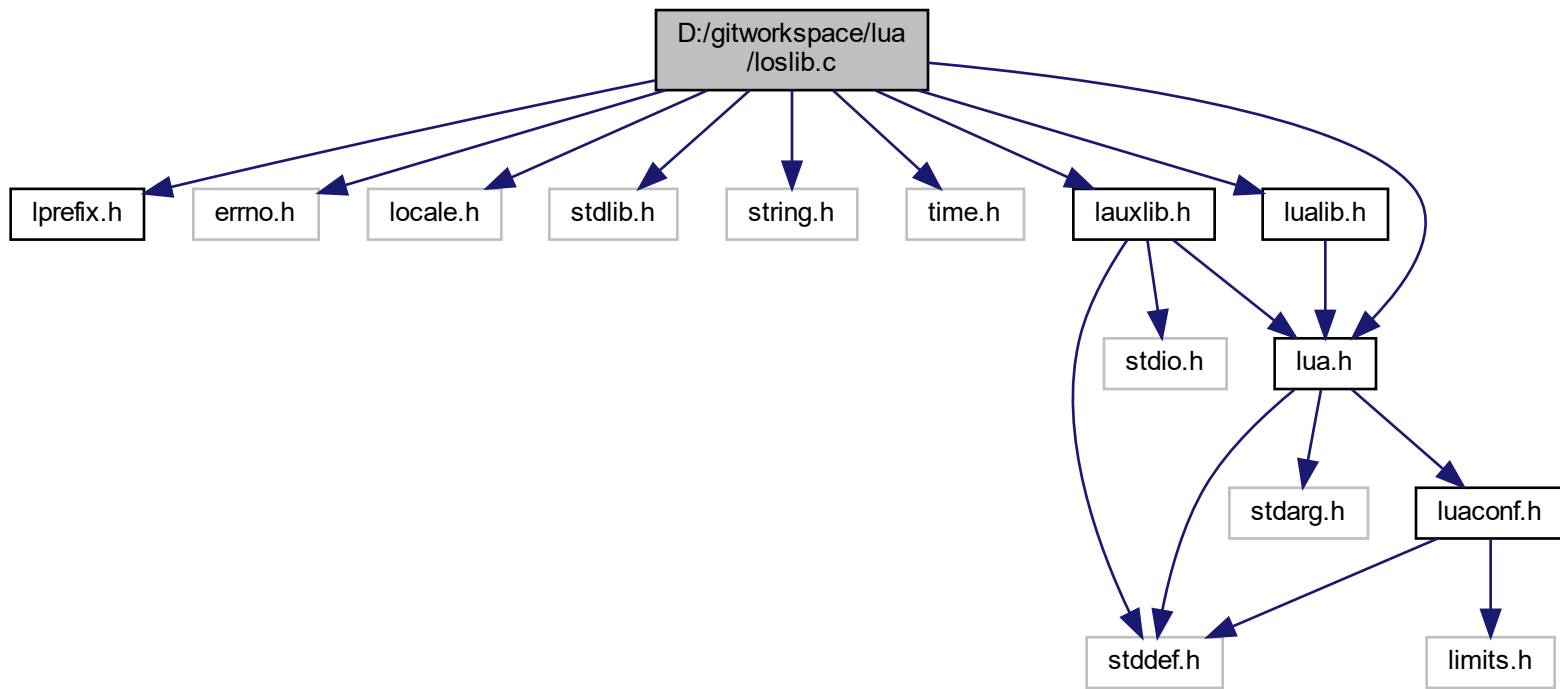 D:/gitworkspace/lua
/loslib.c
lprefix.h
errno.h
locale.h
stdlib.h
string.h
time.h
lauxlib.h
lualib.h
stdio.h
lua.h
stdarg.h
luaconf.h
stddef.h
limits.h